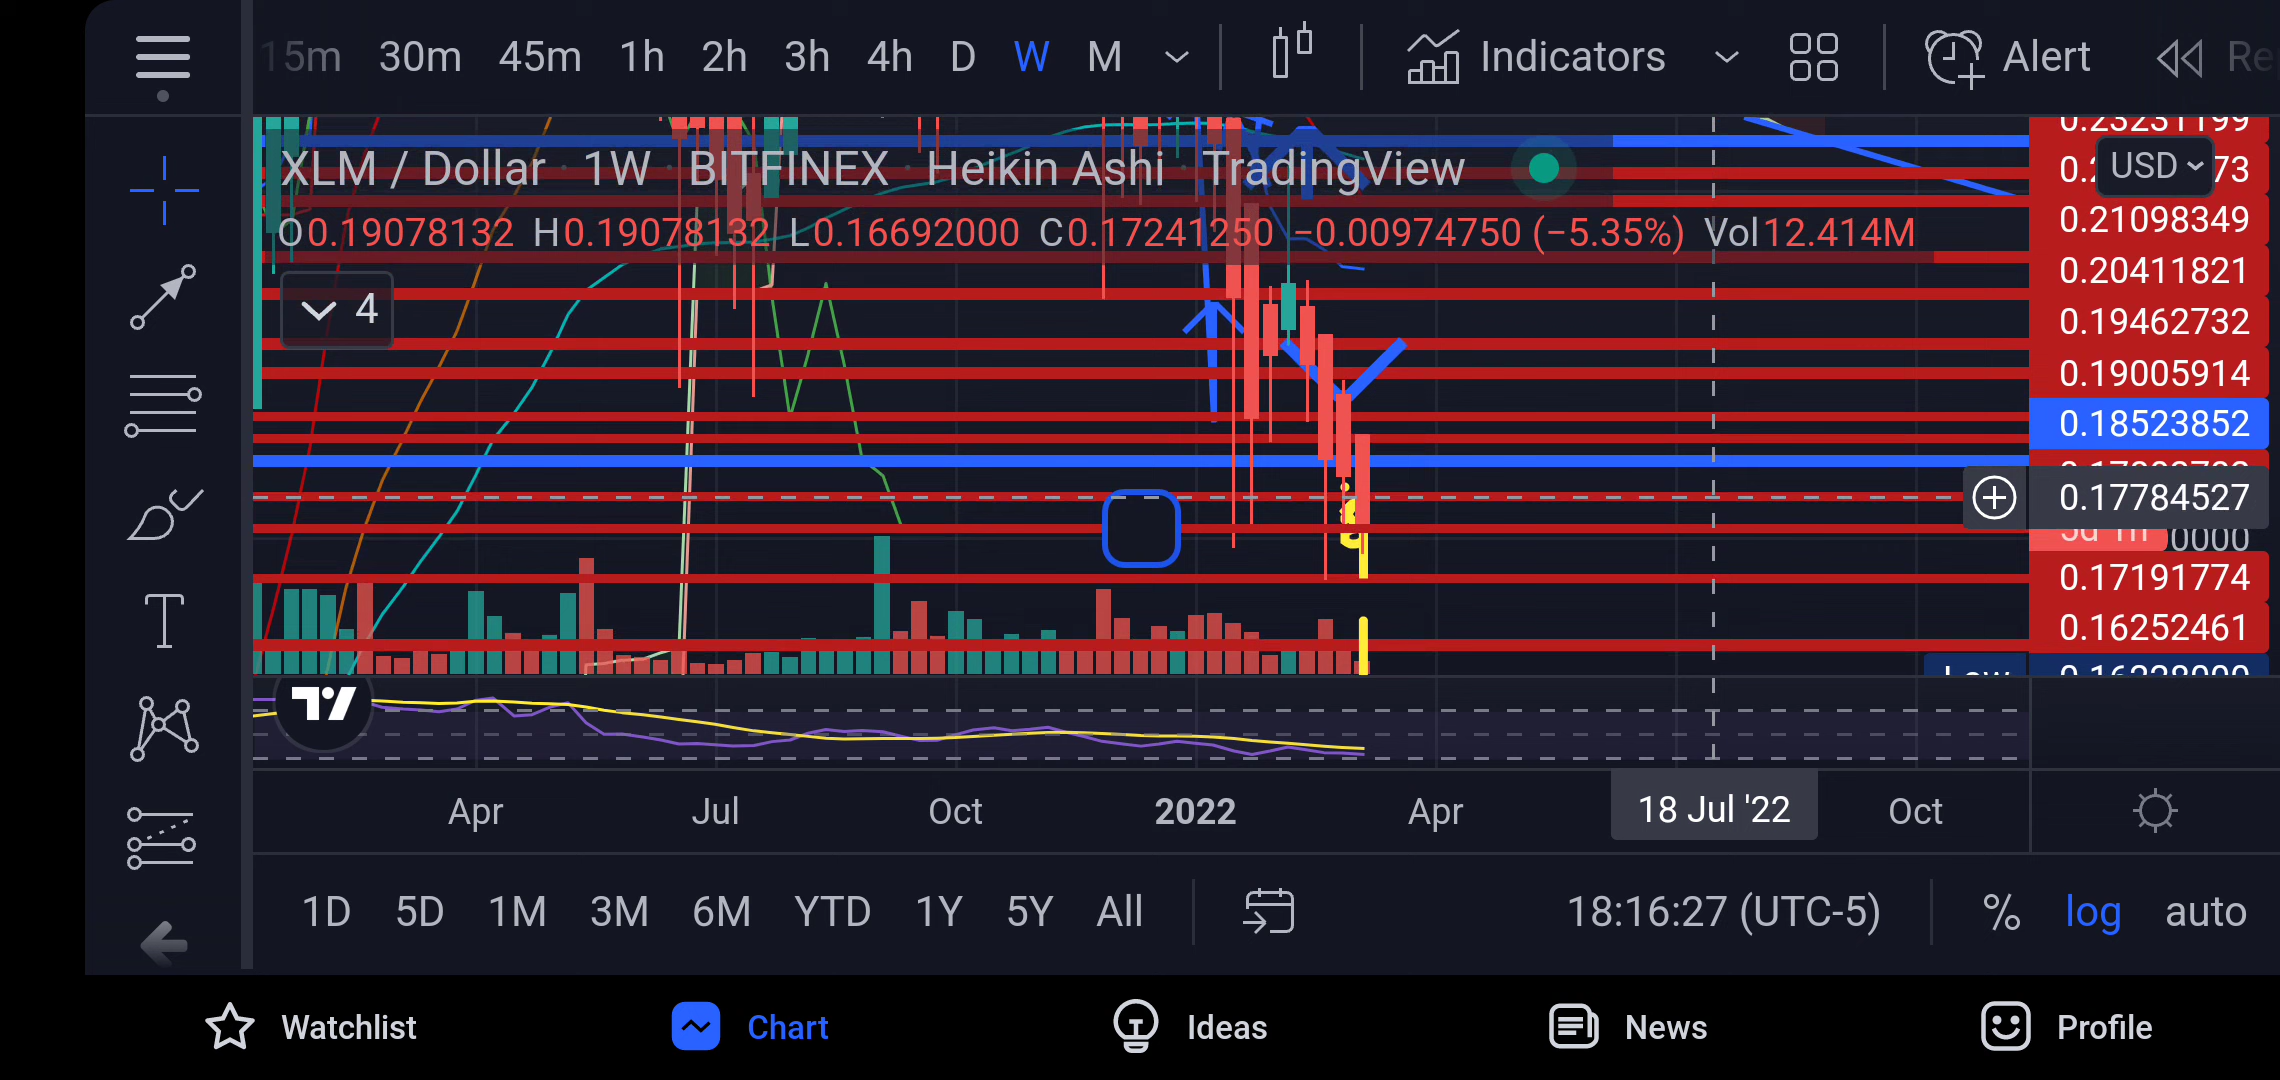 15m 30m 45m 1h 2h 3h 4h D W M Indicators Alert Re
XLM / Dollar · 1W · BITFINEX · Heikin Ashi · TradingView
O0.19078132 H0.19078132 L0.16692000 C0.17241250 −0.00974750 (−5.35%) Vol12.414M
4
0.23231199
USD
0.21098349
0.20411821
0.19462732
0.19005914
0.18523852
0.17784527
0.17191774
0.16252461
Low
Apr Jul Oct 2022 Apr 18 Jul '22 Oct
1D 5D 1M 3M 6M YTD 1Y 5Y All 18:16:27 (UTC-5) % log auto
Watchlist Chart Ideas News Profile